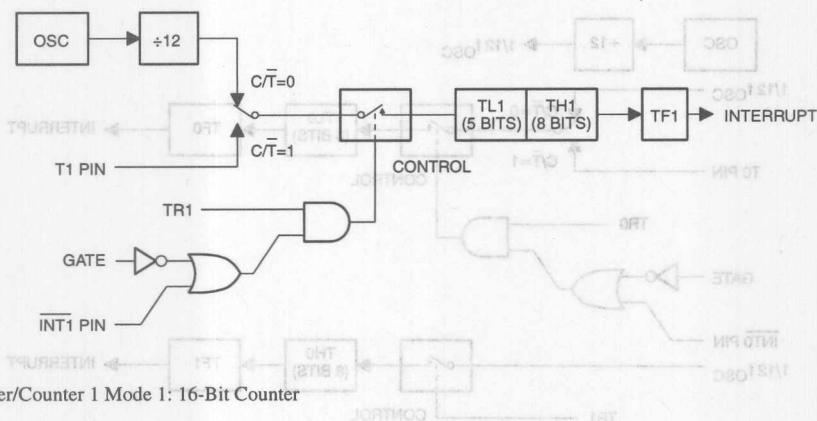 OSC
÷12
C/T̅=0
TL1
(5 BITS)
TH1
(8 BITS)
TF1
INTERRUPT
C/T̅=1
T1 PIN
CONTROL
TR1
GATE
I̅N̅T̅1̅ PIN
er/Counter 1 Mode 1: 16-Bit Counter